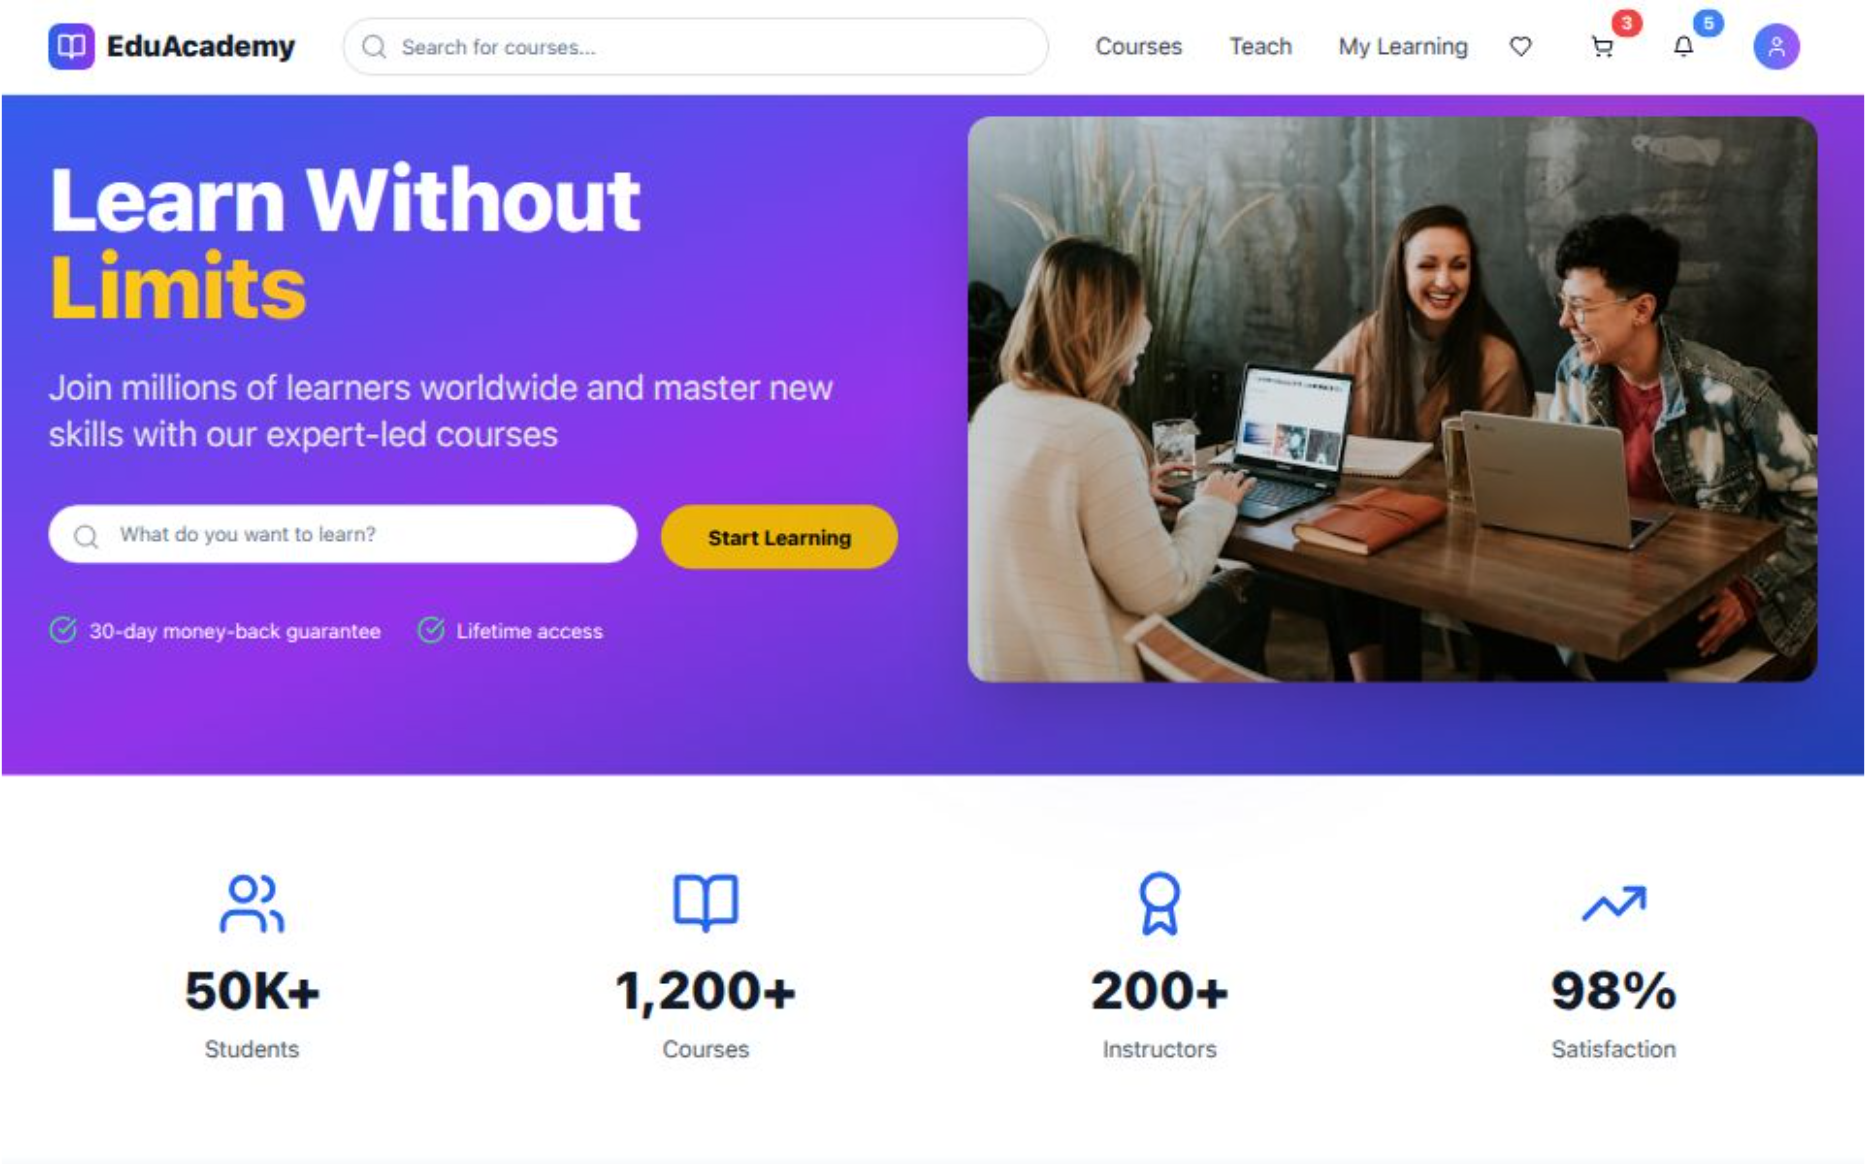 EduAcademy
Search for courses...
Courses
Teach
My Learning
3
5
Learn Without
Limits
Join millions of learners worldwide and master new
skills with our expert-led courses
What do you want to learn?
Start Learning
30-day money-back guarantee
Lifetime access
50K+
Students
1,200+
Courses
200+
Instructors
98%
Satisfaction